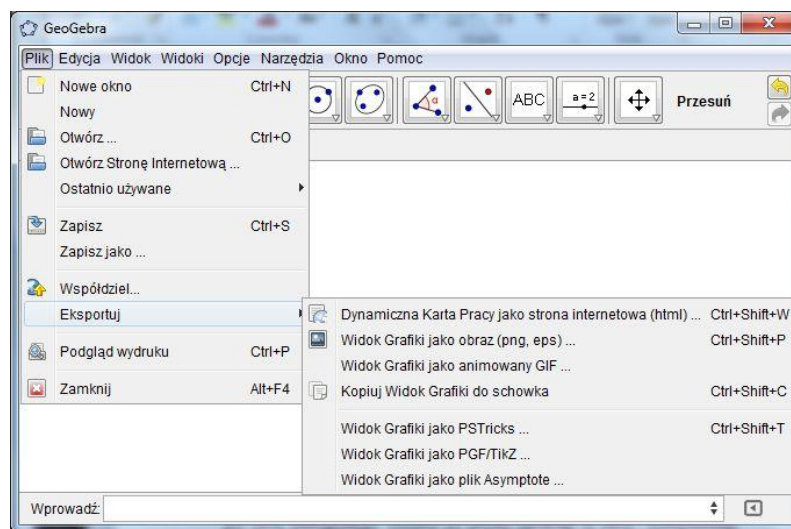 GeoGebra
Plik Edycja Widok Widoki Opcje Narzędzia Okno Pomoc
Nowe okno Ctrl+N
Nowy
Otwórz ... Ctrl+O
Otwórz Stronę Internetową ...
Ostatnio używane
Zapisz Ctrl+S
Zapisz jako ...
Współdziel...
Eksportuj
Podgląd wydruku Ctrl+P
Zamknij Alt+F4
α
ABC
a=2
Przesuń
Dynamiczna Karta Pracy jako strona internetowa (html) ... Ctrl+Shift+W
Widok Grafiki jako obraz (png, eps) ... Ctrl+Shift+P
Widok Grafiki jako animowany GIF ...
Kopiuj Widok Grafiki do schowka Ctrl+Shift+C
Widok Grafiki jako PSTricks ... Ctrl+Shift+T
Widok Grafiki jako PGF/TikZ ...
Widok Grafiki jako plik Asymptote ...
Wprowadź: